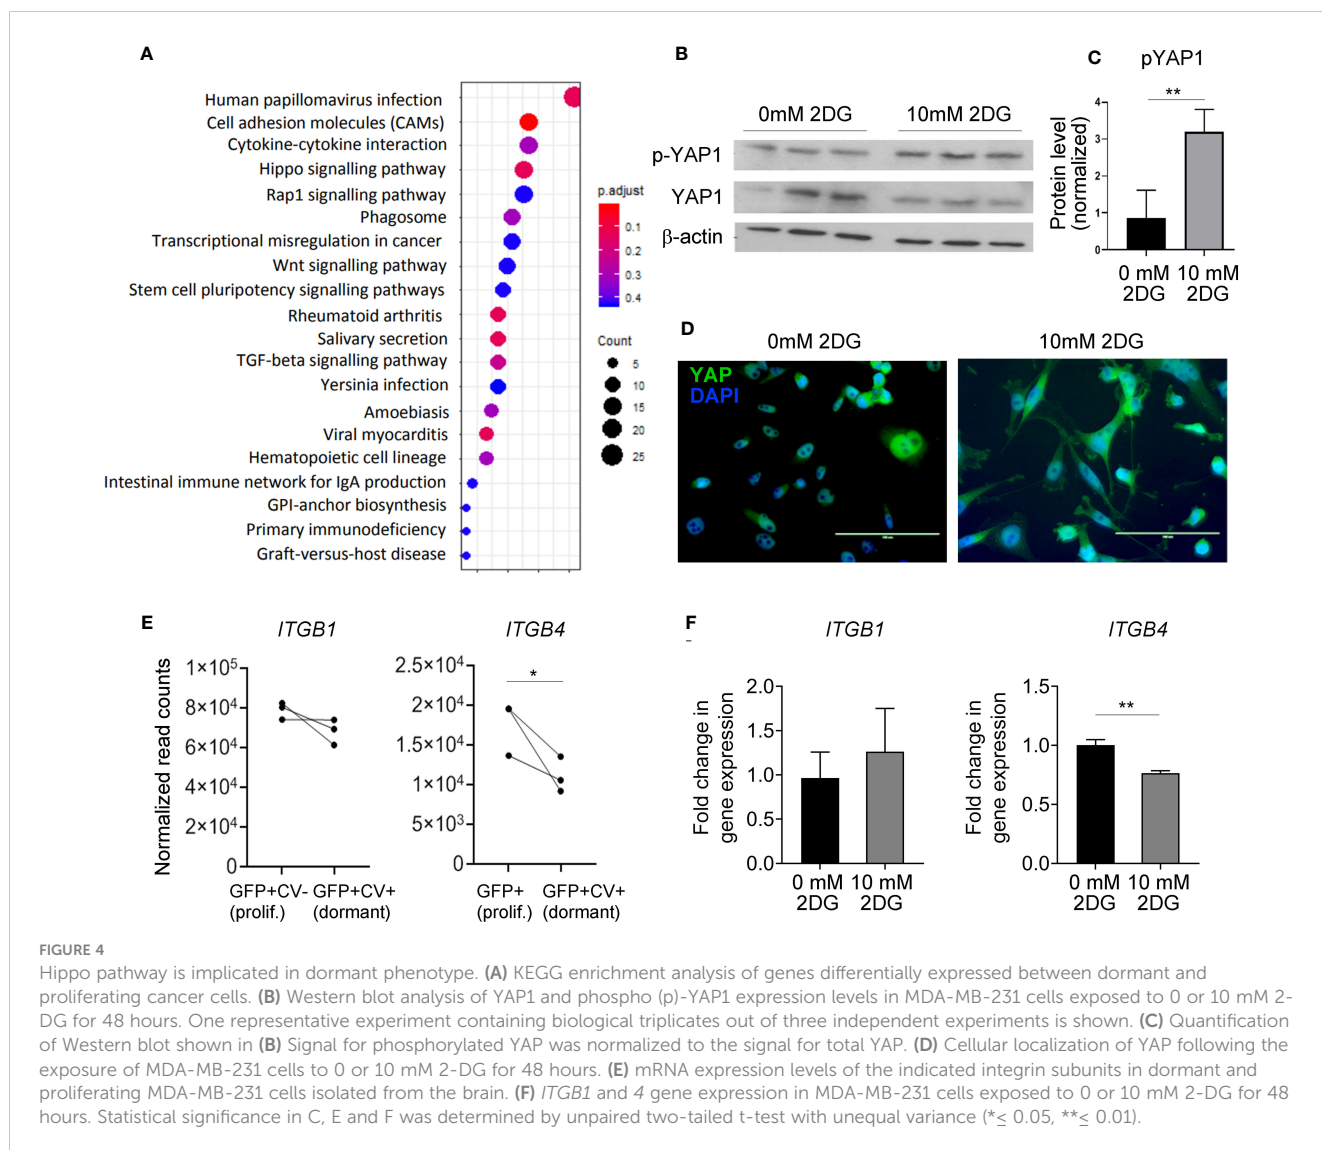 A
Human papillomavirus infection
Cell adhesion molecules (CAMs)
Cytokine-cytokine interaction
Hippo signalling pathway
Rap1 signalling pathway
Phagosome
Transcriptional misregulation in cancer
Wnt signalling pathway
Stem cell pluripotency signalling pathways
Rheumatoid arthritis
Salivary secretion
TGF-beta signalling pathway
Yersinia infection
Amoebiasis
Viral myocarditis
Hematopoietic cell lineage
Intestinal immune network for IgA production
GPI-anchor biosynthesis
Primary immunodeficiency
Graft-versus-host disease
p.adjust
0.1
0.2
0.3
0.4
Count
5
10
15
20
25
B
0mM 2DG 10mM 2DG
p-YAP1
YAP1
β-actin
C
pYAP1
**
Protein level
(normalized)
4
3
2
1
0
0 mM 10 mM
2DG 2DG
D
0mM 2DG 10mM 2DG
YAP
DAPI
E
ITGB1
Normalized read counts
1×10⁵
8×10⁴
6×10⁴
4×10⁴
2×10⁴
0
GFP+CV- GFP+CV+
(prolif.) (dormant)
ITGB4
2.5×10⁴
2×10⁴
1.5×10⁴
1×10⁴
5×10³
0
*
GFP+ GFP+CV+
(prolif.) (dormant)
F
ITGB1
Fold change in
gene expression
2.0
1.5
1.0
0.5
0.0
0 mM 10 mM
2DG 2DG
ITGB4
Fold change in
gene expression
1.5
1.0
0.5
0.0
**
0 mM 10 mM
2DG 2DG
FIGURE 4
Hippo pathway is implicated in dormant phenotype. (A) KEGG enrichment analysis of genes differentially expressed between dormant and
proliferating cancer cells. (B) Western blot analysis of YAP1 and phospho (p)-YAP1 expression levels in MDA-MB-231 cells exposed to 0 or 10 mM 2-
DG for 48 hours. One representative experiment containing biological triplicates out of three independent experiments is shown. (C) Quantification
of Western blot shown in (B) Signal for phosphorylated YAP was normalized to the signal for total YAP. (D) Cellular localization of YAP following the
exposure of MDA-MB-231 cells to 0 or 10 mM 2-DG for 48 hours. (E) mRNA expression levels of the indicated integrin subunits in dormant and
proliferating MDA-MB-231 cells isolated from the brain. (F) ITGB1 and 4 gene expression in MDA-MB-231 cells exposed to 0 or 10 mM 2-DG for 48
hours. Statistical significance in C, E and F was determined by unpaired two-tailed t-test with unequal variance (*≤ 0.05, **≤ 0.01).